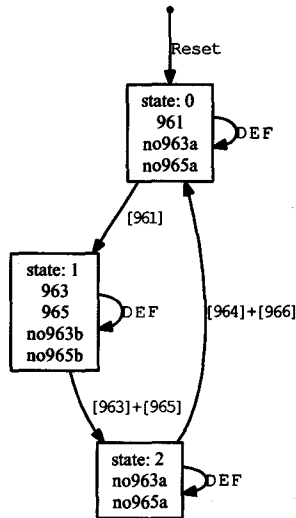 Reset
state: 0
961
no963a
no965a
DEF
[961]
state: 1
963
965
no963b
no965b
DEF
[964]+[966]
[963]+[965]
state: 2
no963a
no965a
DEF